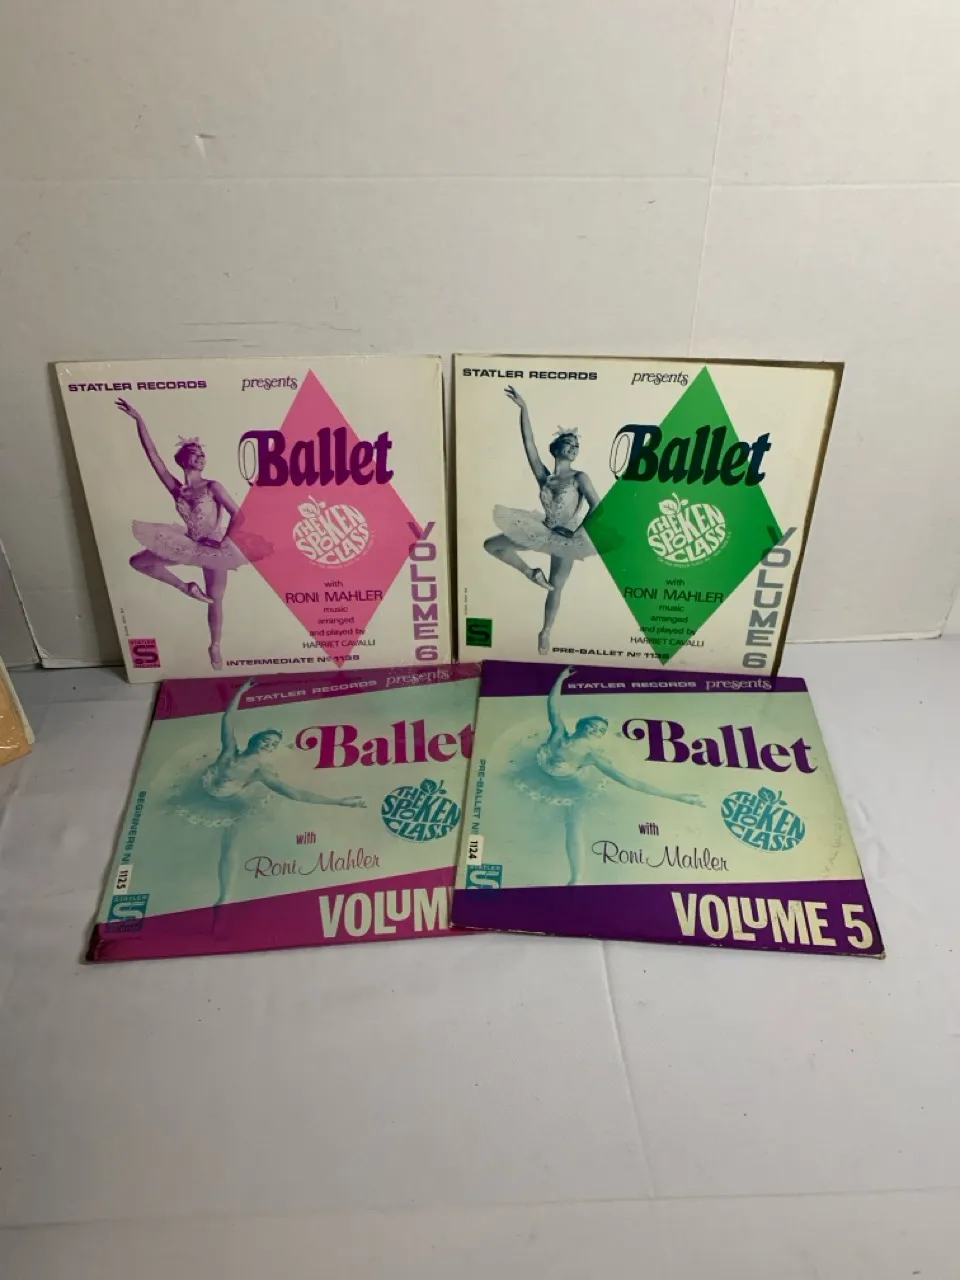 STATLER RECORDS presents
Ballet
THE SPOKEN CLASS
with
RONI MAHLER
music
arranged
and played by
HARRIET CAVALLI
VOLUME 6
STATLER
S
INTERMEDIATE Nº
STATLER RECORDS presents
Ballet
THE SPOKEN CLASS
with
RONI MAHLER
music
arranged
and played by
HARRIET CAVALLI
VOLUME 6
S
PRE-BALLET Nº
STATLER RECORDS presents
Ballet
THE SPOKEN CLASS
with
Roni Mahler
BEGINNERS Nº 1125
STATLER
S
VOLUM
STATLER RECORDS presents
Ballet
THE SPOKEN CLASS
with
Roni Mahler
PRE-BALLET Nº 1124
STATLER
S
VOLUME 5